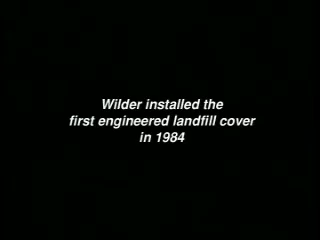 Wilder installed the
first engineered landfill cover
in 1984